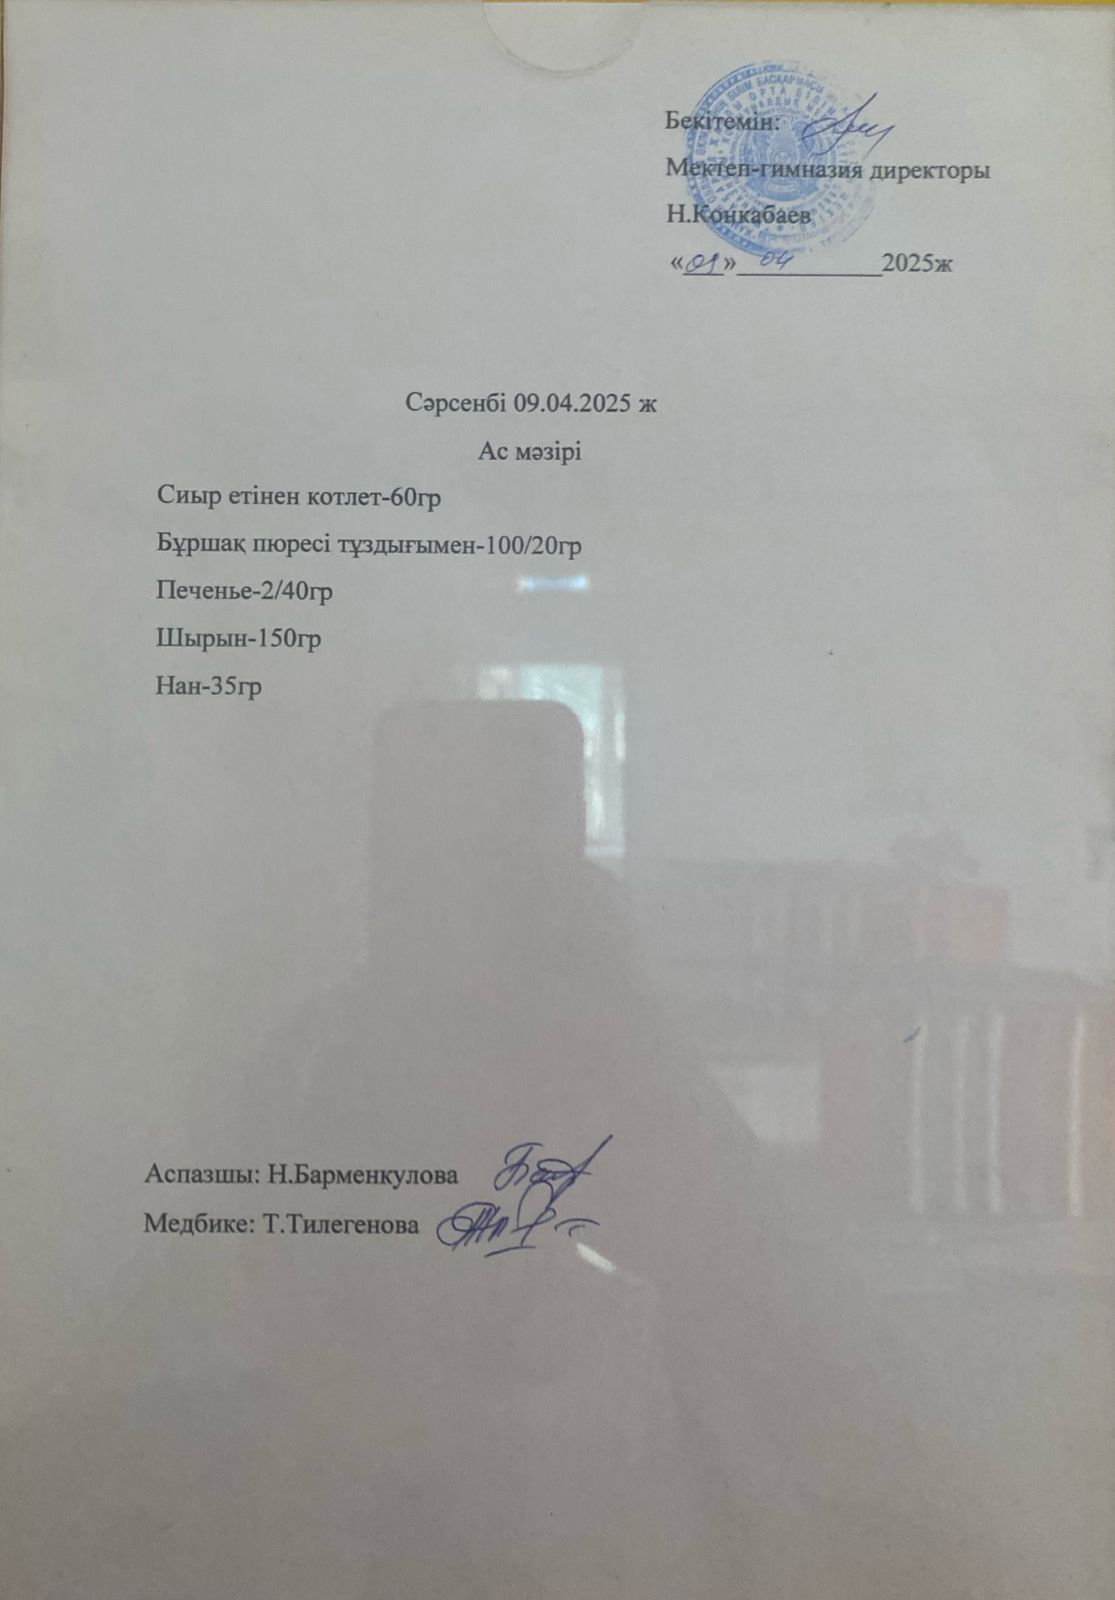 Бекітемін:
Мектеп-гимназия директоры
Н.Конкабаев
«09» 04 2025ж
Сәрсенбі 09.04.2025 ж
Ас мәзірі
Сиыр етінен котлет-60гр
Бұршақ пюресі тұздығымен-100/20гр
Печенье-2/40гр
Шырын-150гр
Нан-35гр
Аспазшы: Н.Барменкулова
Медбике: Т.Тилегенова